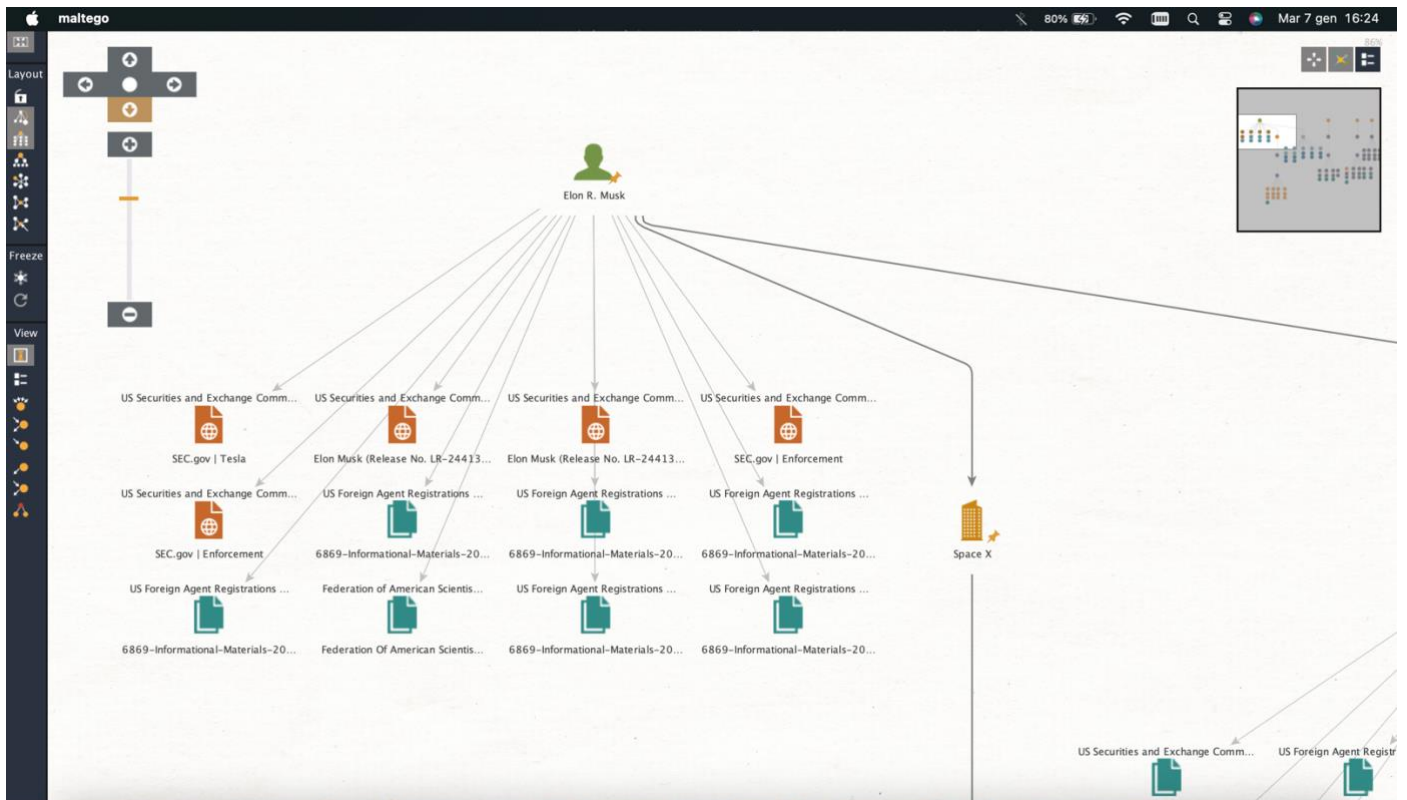 maltego
80%
Mar 7 gen 16:24
86%
Layout
Freeze
View
Elon R. Musk
US Securities and Exchange Comm...
US Securities and Exchange Comm...
US Securities and Exchange Comm...
US Securities and Exchange Comm...
SEC.gov | Tesla
Elon Musk (Release No. LR-24413...
Elon Musk (Release No. LR-24413...
SEC.gov | Enforcement
US Securities and Exchange Comm...
US Foreign Agent Registrations ...
US Foreign Agent Registrations ...
US Foreign Agent Registrations ...
SEC.gov | Enforcement
6869-Informational-Materials-20...
6869-Informational-Materials-20...
6869-Informational-Materials-20...
Space X
US Foreign Agent Registrations ...
Federation of American Scientis...
US Foreign Agent Registrations ...
US Foreign Agent Registrations ...
6869-Informational-Materials-20...
Federation Of American Scientis...
6869-Informational-Materials-20...
6869-Informational-Materials-20...
US Securities and Exchange Comm...
US Foreign Agent Registr